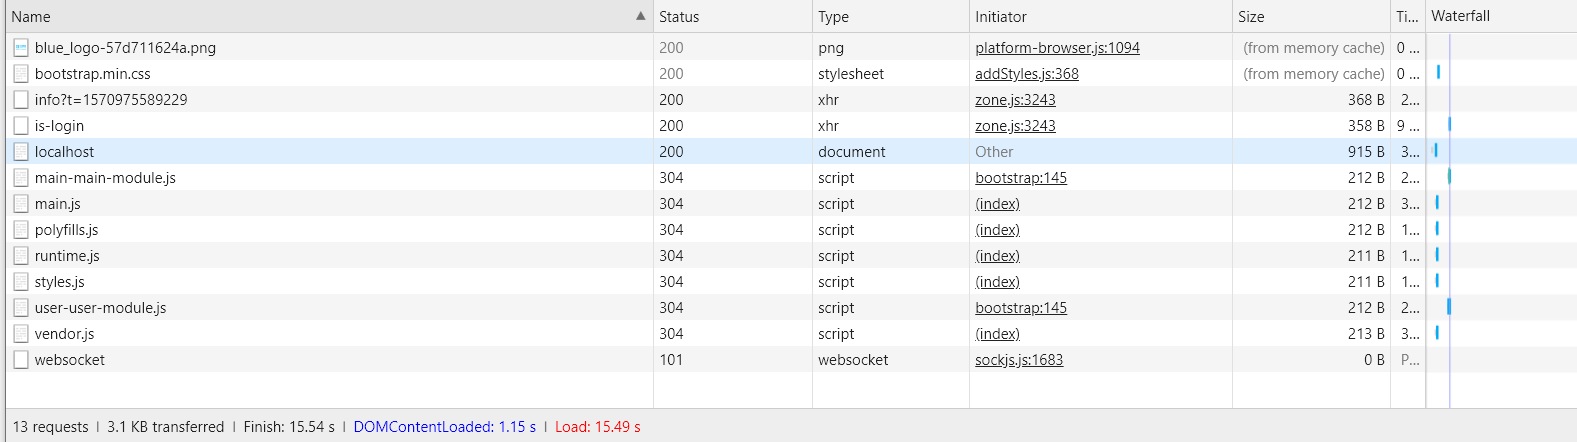 Name Status Type Initiator Size Ti... Waterfall
blue_logo-57d711624a.png 200 png platform-browser.js:1094 (from memory cache) 0 ...
bootstrap.min.css 200 stylesheet addStyles.js:368 (from memory cache) 0 ...
info?t=1570975589229 200 xhr zone.js:3243 368 B 2...
is-login 200 xhr zone.js:3243 358 B 9 ...
localhost 200 document Other 915 B 3...
main-main-module.js 304 script bootstrap:145 212 B 2...
main.js 304 script (index) 212 B 3...
polyfills.js 304 script (index) 212 B 1...
runtime.js 304 script (index) 211 B 1...
styles.js 304 script (index) 211 B 1...
user-user-module.js 304 script bootstrap:145 212 B 2...
vendor.js 304 script (index) 213 B 3...
websocket 101 websocket sockjs.js:1683 0 B P...
13 requests | 3.1 KB transferred | Finish: 15.54 s | DOMContentLoaded: 1.15 s | Load: 15.49 s